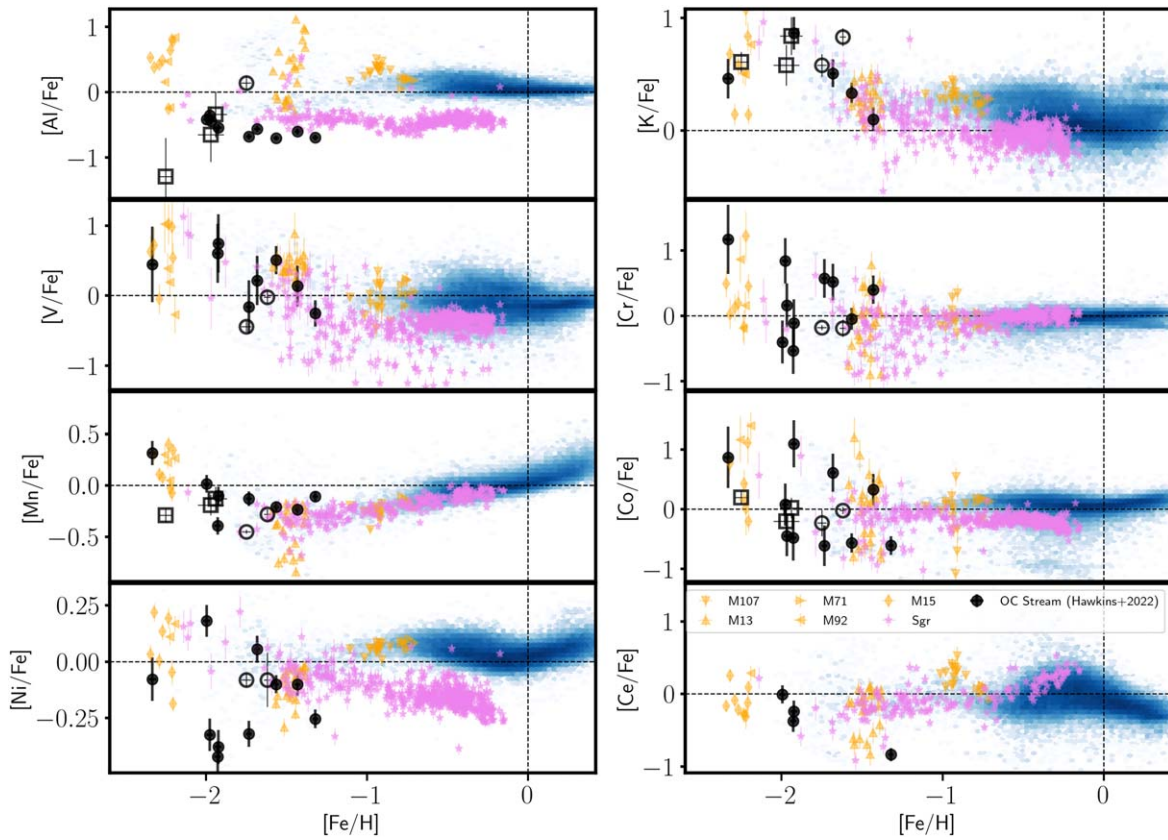 [Al/Fe]
1
0
−1
[K/Fe]
1
0
[V/Fe]
1
0
−1
[Cr/Fe]
1
0
−1
[Mn/Fe]
0.5
0.0
−0.5
[Co/Fe]
1
0
−1
[Ni/Fe]
0.25
0.00
−0.25
[Ce/Fe]
1
0
−1
M107 M71 M15 OC Stream (Hawkins+2022)
M13 M92 Sgr
−2 −1 0
[Fe/H]
−2 −1 0
[Fe/H]